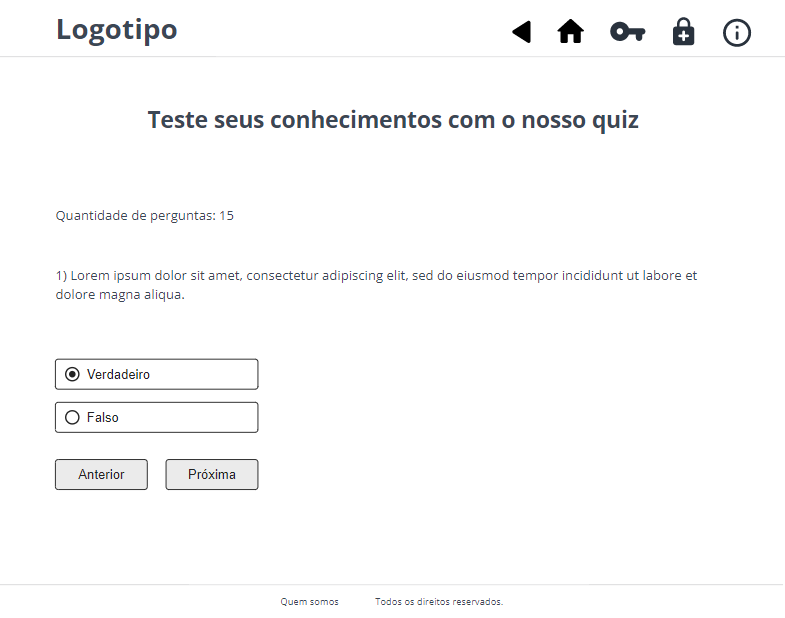 Logotipo
Teste seus conhecimentos com o nosso quiz
Quantidade de perguntas: 15
1) Lorem ipsum dolor sit amet, consectetur adipiscing elit, sed do eiusmod tempor incididunt ut labore et
dolore magna aliqua.
Verdadeiro
Falso
Anterior Próxima
Quem somos Todos os direitos reservados.